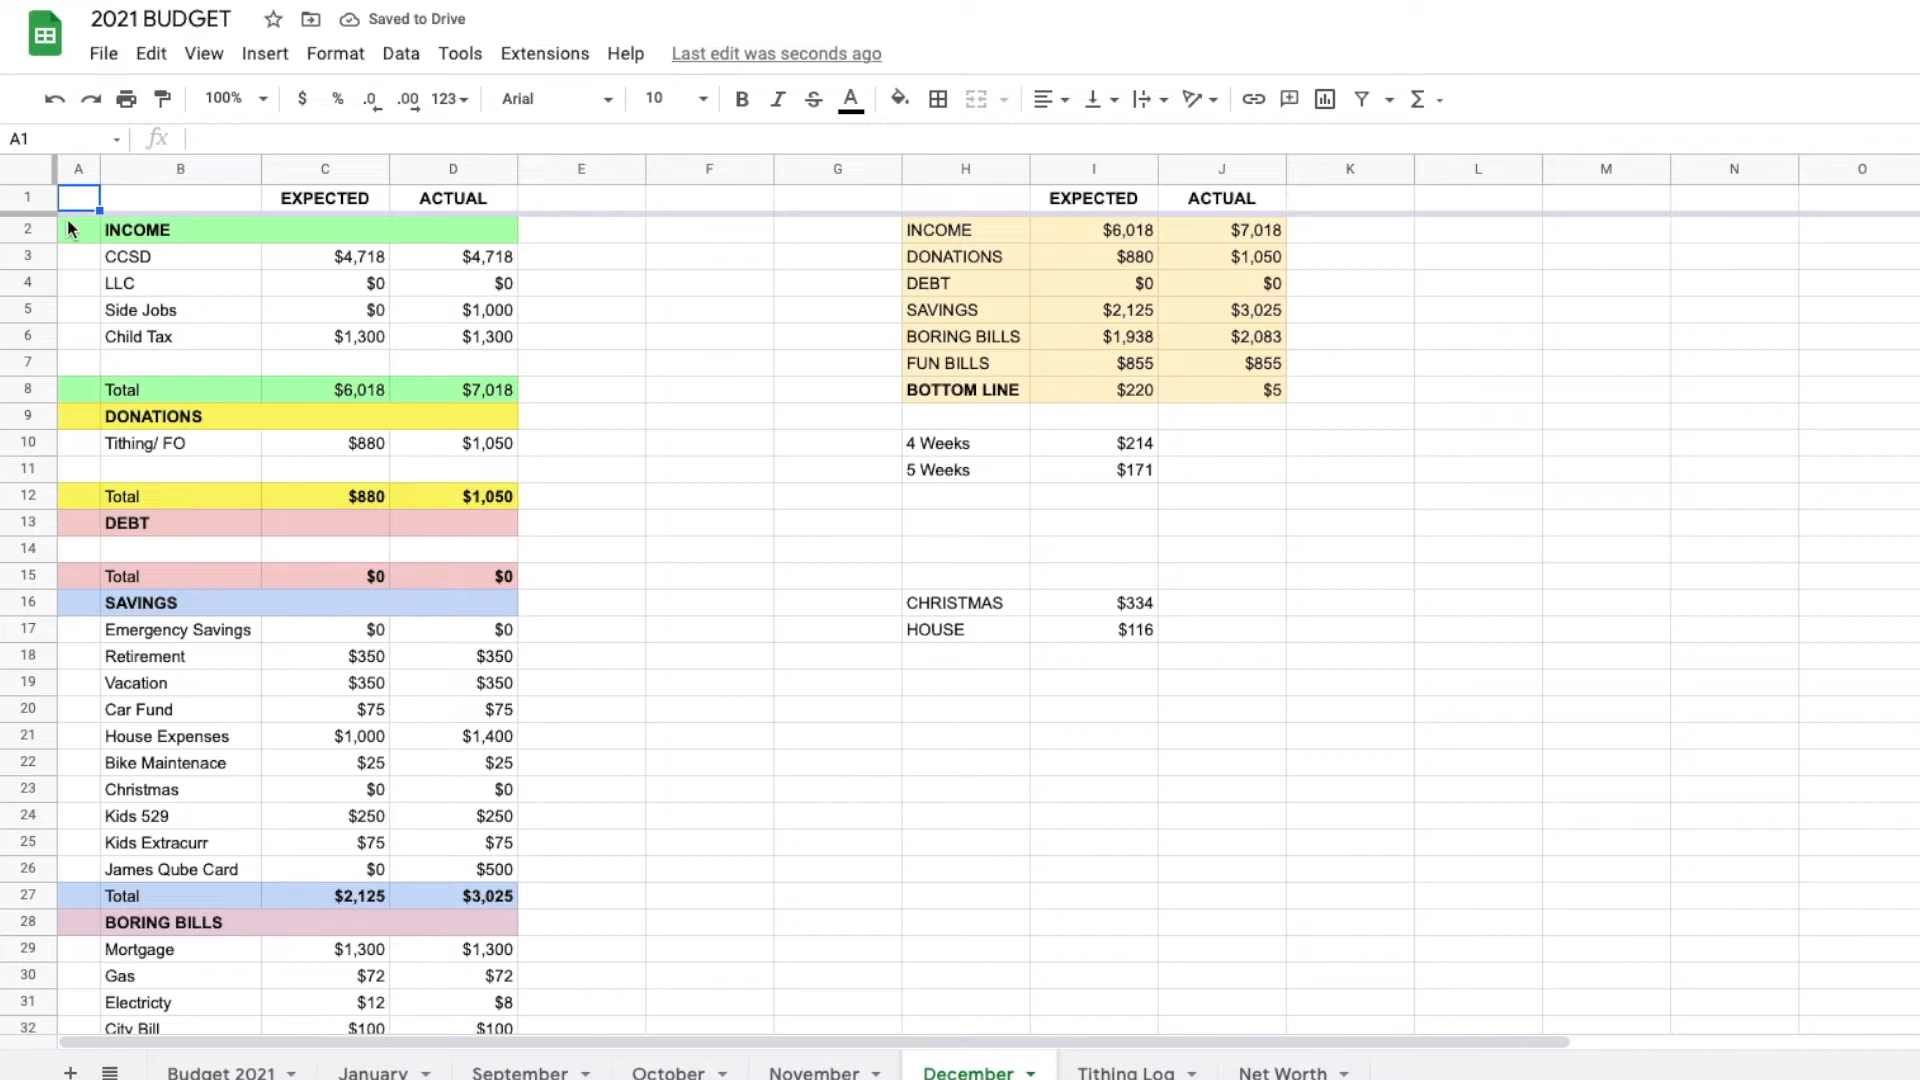 2021 BUDGET Saved to Drive
File Edit View Insert Format Data Tools Extensions Help Last edit was seconds ago
100% $ % .0 .00 123 Arial 10 B I S A Σ
A1 fx
A B C D E F G H I J K L M N O
1 EXPECTED ACTUAL EXPECTED ACTUAL
2 INCOME INCOME $6,018 $7,018
3 CCSD $4,718 $4,718 DONATIONS $880 $1,050
4 LLC $0 $0 DEBT $0 $0
5 Side Jobs $0 $1,000 SAVINGS $2,125 $3,025
6 Child Tax $1,300 $1,300 BORING BILLS $1,938 $2,083
7 FUN BILLS $855 $855
8 Total $6,018 $7,018 BOTTOM LINE $220 $5
9 DONATIONS
10 Tithing/ FO $880 $1,050 4 Weeks $214
11 5 Weeks $171
12 Total $880 $1,050
13 DEBT
14
15 Total $0 $0
16 SAVINGS CHRISTMAS $334
17 Emergency Savings $0 $0 HOUSE $116
18 Retirement $350 $350
19 Vacation $350 $350
20 Car Fund $75 $75
21 House Expenses $1,000 $1,400
22 Bike Maintenace $25 $25
23 Christmas $0 $0
24 Kids 529 $250 $250
25 Kids Extracurr $75 $75
26 James Qube Card $0 $500
27 Total $2,125 $3,025
28 BORING BILLS
29 Mortgage $1,300 $1,300
30 Gas $72 $72
31 Electricty $12 $8
32 City Bill $100 $100
+ Budget 2021 January September October November December Tithing Log Net Worth